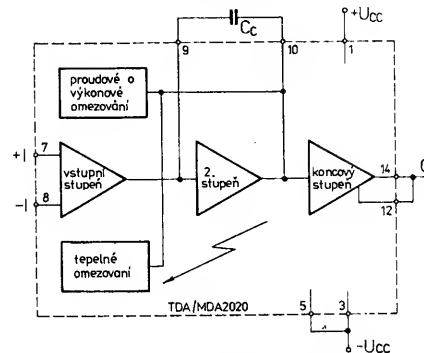 +Ucc
Cc
9
10
1
proudové o
výkonové omezování
+I
7
vstupní
stupeň
2.
stupeň
koncový
stupeň
14
12
-I
8
tepelné
omezovaní
TDA/MDA2020
5
3
-Ucc